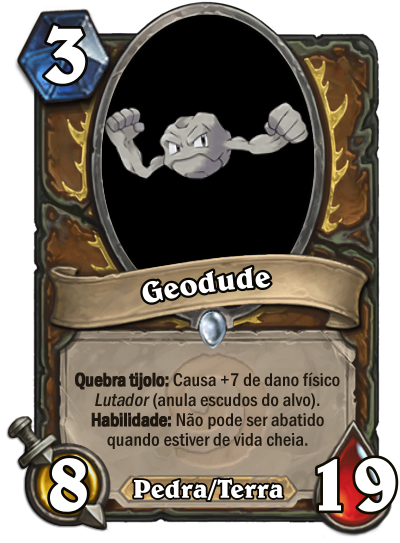 3
Geodude
Quebra tijolo: Causa +7 de dano físico
Lutador (anula escudos do alvo).
Habilidade: Não pode ser abatido
quando estiver de vida cheia.
8
Pedra/Terra
19